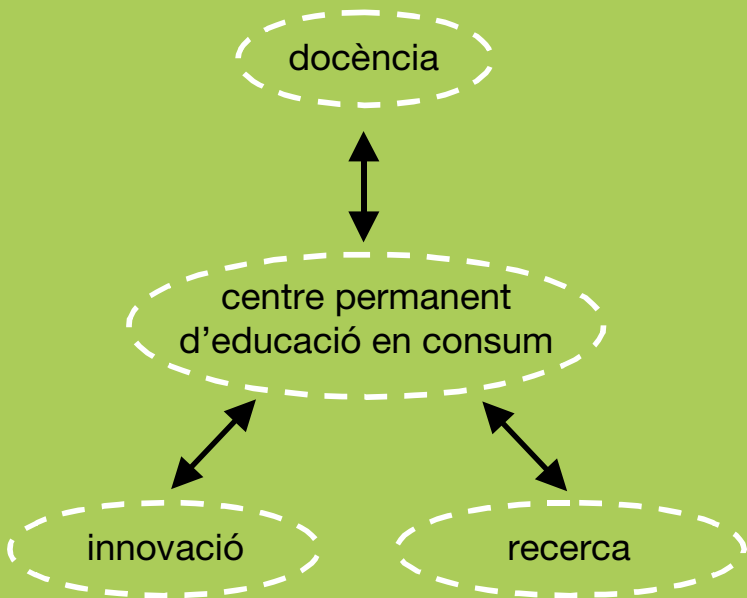 docència
centre permanent
d’educació en consum
innovació
recerca